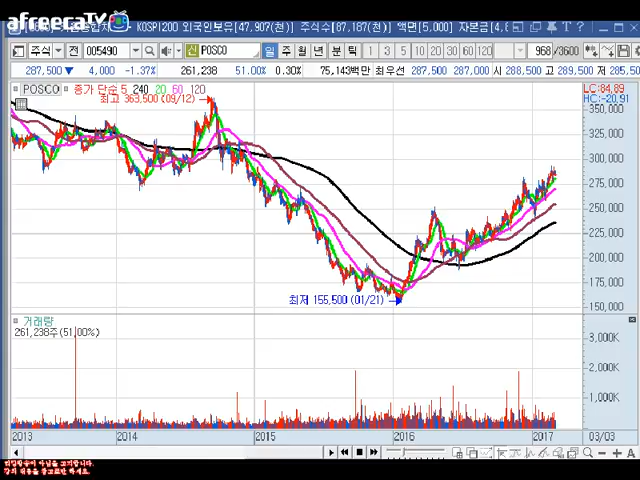 afreecaTV
KOSPI200 외국인보유[47,907(천)] 주식수[87,187(천)] 액면[5,000] 자본금[4,8
주식 전 005490 신 POSCO 일 주 월 년 분 틱 1 3 5 10 20 30 60 120 968 /3600
287,500 ▼ 4,000 -1.37% 261,238 51.00% 0.30% 75,143백만 최우선 287,500 287,000 시 288,500 고 289,500 저 285,50
POSCO 종가 단순 5 240 20 60 120
LC:84.89
HC:-20.91
최고 363,500 (09/12)
350,000
325,000
300,000
275,000
250,000
225,000
200,000
175,000
최저 155,500 (01/21)
150,000
거래량
261,238주(51.00%)
3,000K
2,000K
1,000K
2013 2014 2015 2016 2017 03/03